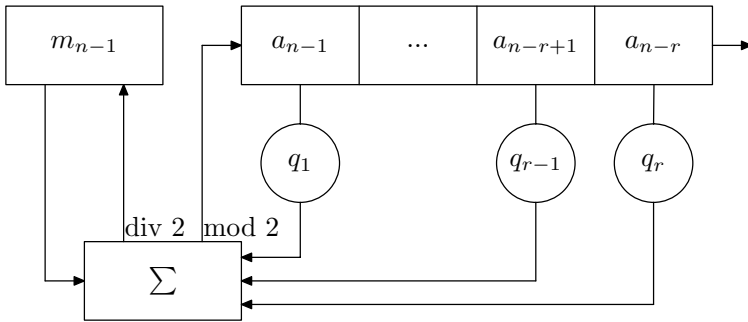 m_{n-1} a_{n-1} ... a_{n-r+1} a_{n-r}
q_1 q_{r-1} q_r
div 2 mod 2
∑